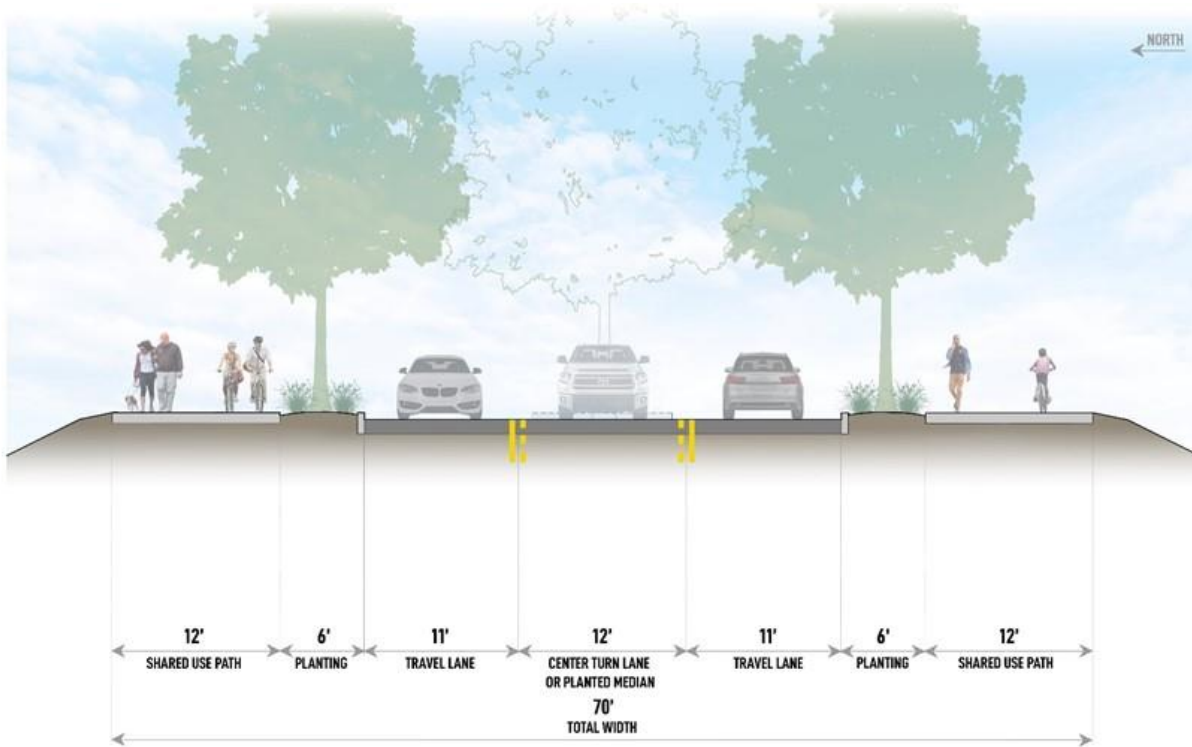 NORTH
12'
SHARED USE PATH
6'
PLANTING
11'
TRAVEL LANE
12'
CENTER TURN LANE
OR PLANTED MEDIAN
11'
TRAVEL LANE
6'
PLANTING
12'
SHARED USE PATH
70'
TOTAL WIDTH